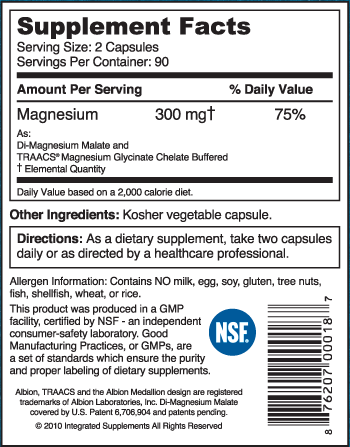 Supplement Facts
Serving Size: 2 Capsules
Servings Per Container: 90
Amount Per Serving % Daily Value
Magnesium 300 mg† 75%
As:
Di-Magnesium Malate and
TRAACS® Magnesium Glycinate Chelate Buffered
† Elemental Quantity
Daily Value based on a 2,000 calorie diet.
Other Ingredients: Kosher vegetable capsule.
Directions: As a dietary supplement, take two capsules
daily or as directed by a healthcare professional.
Allergen Information: Contains NO milk, egg, soy, gluten, tree nuts,
fish, shellfish, wheat, or rice.
This product was produced in a GMP
facility, certified by NSF - an independent
consumer-safety laboratory. Good
Manufacturing Practices, or GMPs, are
a set of standards which ensure the purity
and proper labeling of dietary supplements.
NSF®
Albion, TRAACS and the Albion Medallion design are registered
trademarks of Albion Laboratories, Inc. Di-Magnesium Malate
covered by U.S. Patent 6,706,904 and patents pending.
© 2010 Integrated Supplements All Rights Reserved
8 76207 00018 7